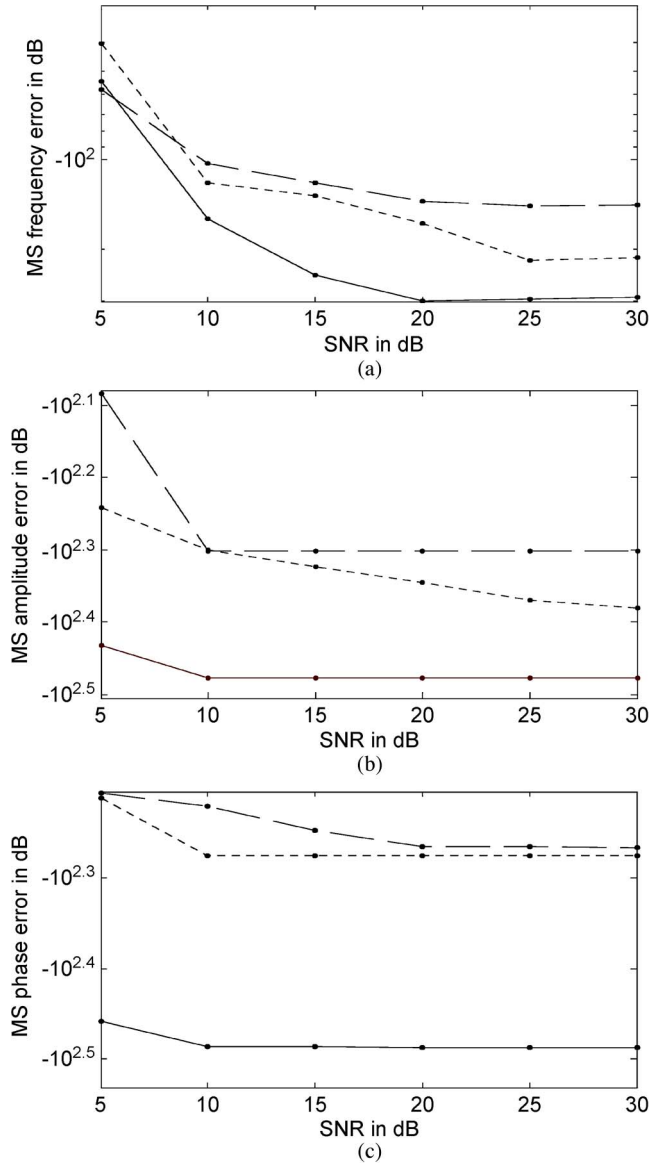 MS frequency error in dB
-10^2
5 10 15 20 25 30
SNR in dB
(a)
MS amplitude error in dB
-10^2.1
-10^2.2
-10^2.3
-10^2.4
-10^2.5
5 10 15 20 25 30
SNR in dB
(b)
MS phase error in dB
-10^2.3
-10^2.4
-10^2.5
5 10 15 20 25 30
SNR in dB
(c)